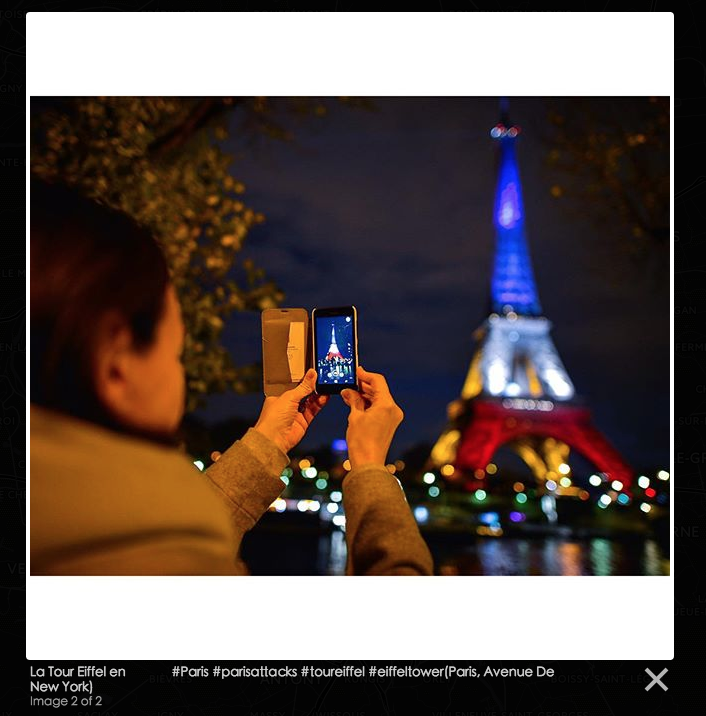 La Tour Eiffel en #Paris #parisattacks #toureiffel #eiffeltower(Paris, Avenue De
New York)
Image 2 of 2